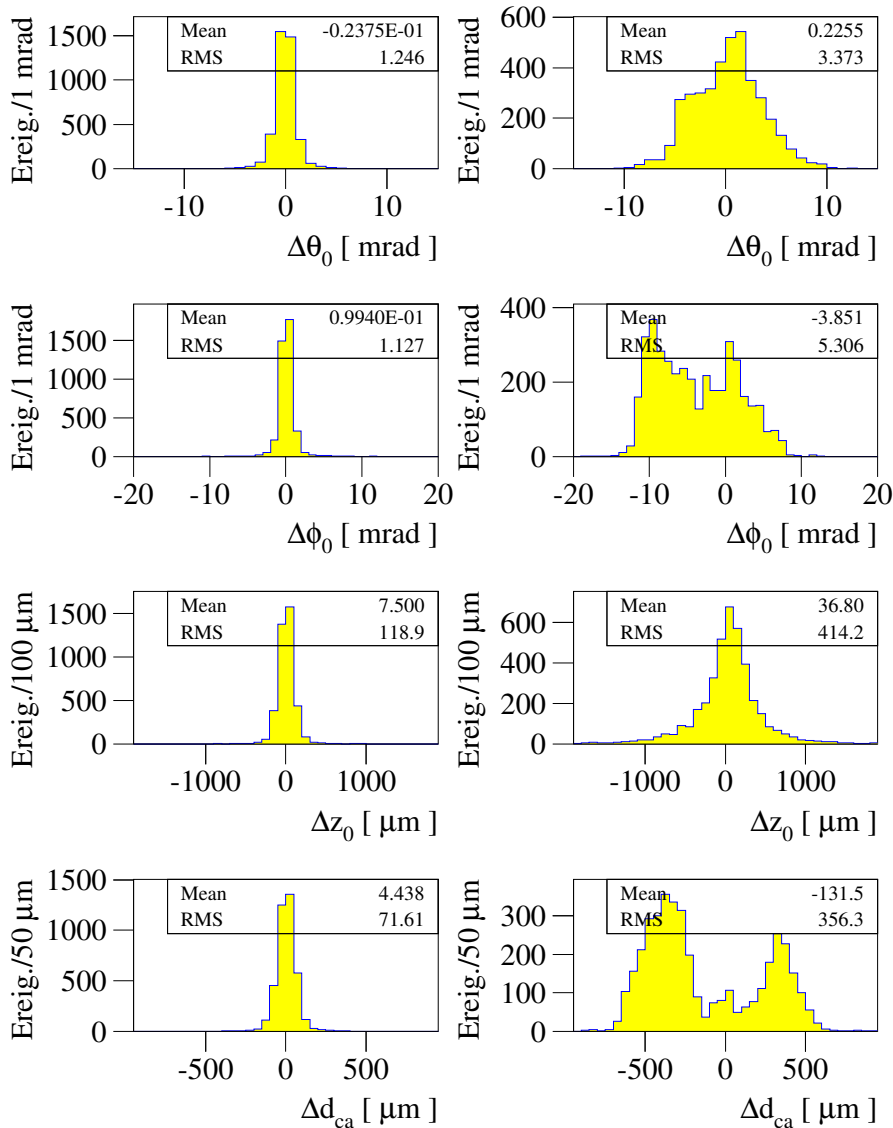 Ereig./1 mrad
1500
1000
500
0
Mean -0.2375E-01
RMS 1.246
-10 0 10
Δθ0 [ mrad ]
Ereig./1 mrad
600
400
200
0
Mean 0.2255
RMS 3.373
-10 0 10
Δθ0 [ mrad ]
Ereig./1 mrad
1500
1000
500
0
Mean 0.9940E-01
RMS 1.127
-20 -10 0 10 20
Δϕ0 [ mrad ]
Ereig./1 mrad
400
200
0
Mean -3.851
RMS 5.306
-20 -10 0 10 20
Δϕ0 [ mrad ]
Ereig./100 μm
1500
1000
500
0
Mean 7.500
RMS 118.9
-1000 0 1000
Δz0 [ μm ]
Ereig./100 μm
600
400
200
0
Mean 36.80
RMS 414.2
-1000 0 1000
Δz0 [ μm ]
Ereig./50 μm
1500
1000
500
0
Mean 4.438
RMS 71.61
-500 0 500
Δdca [ μm ]
Ereig./50 μm
300
200
100
0
Mean -131.5
RMS 356.3
-500 0 500
Δdca [ μm ]